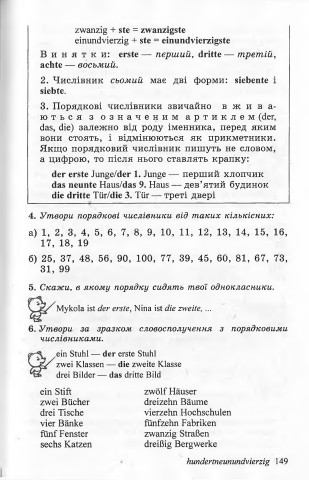 zwanzig + ste = zwanzigste
einundvierzig + ste = einundvierzigste
Винятки: erste — перший, dritte — третій,
achte — восьмий.
2. Числівник сьомий має дві форми: siebente і
siebte.
3. Порядкові числівники звичайно вжива-
ються з означеним артиклем (der,
das, die) залежно від роду іменника, перед яким
вони стоять, і відмінюються як прикметники.
Якщо порядковий числівник пишуть не словом,
а цифрою, то після нього ставлять крапку:
der erste Junge/der 1. Junge — перший хлопчик
das neunte Haus/das 9. Haus — дев'ятий будинок
die dritte Tür/die 3. Tür — треті двері
4. Утвори порядкові числівники від таких кількісних:
а) 1, 2, 3, 4, 5, 6, 7, 8, 9, 10, 11, 12, 13, 14, 15, 16,
17, 18, 19
б) 25, 37, 48, 56, 90, 100, 77, 39, 45, 60, 81, 67, 73,
31, 99
5. Скажи, в якому порядку сидять твої однокласники.
Mykola ist der erste, Nina ist die zweite, ...
6. Утвори за зразком словосполучення з порядковими
числівниками.
ein Stuhl — der erste Stuhl
zwei Klassen — die zweite Klasse
drei Bilder — das dritte Bild
ein Stift
zwei Bücher
drei Tische
vier Bänke
fünf Fenster
sechs Katzen
zwölf Häuser
dreizehn Bäume
vierzehn Hochschulen
fünfzehn Fabriken
zwanzig Straßen
dreißig Bergwerke
hundertneunundvierzig 149